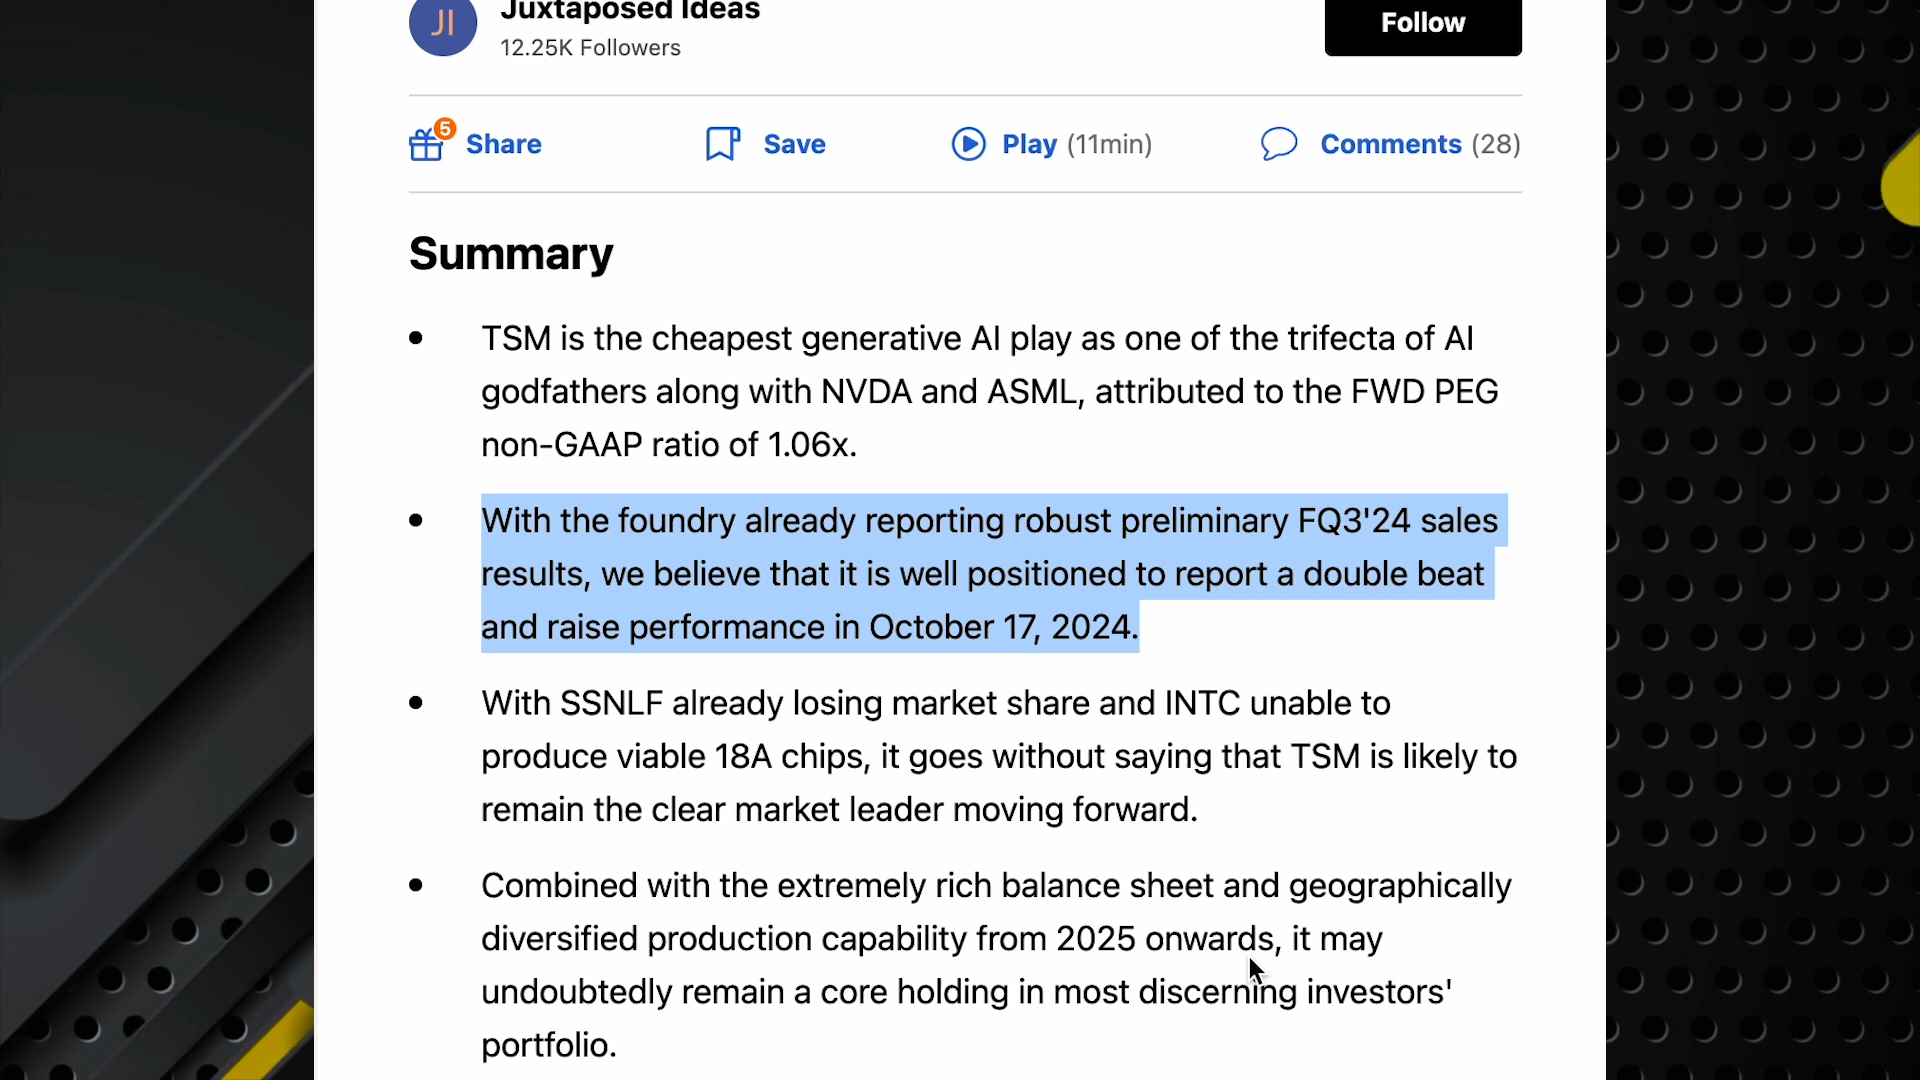 JI
Juxtaposed Ideas
12.25K Followers
Follow
5
Share
Save
Play (11min)
Comments (28)
Summary
• TSM is the cheapest generative AI play as one of the trifecta of AI
godfathers along with NVDA and ASML, attributed to the FWD PEG
non-GAAP ratio of 1.06x.
• With the foundry already reporting robust preliminary FQ3'24 sales
results, we believe that it is well positioned to report a double beat
and raise performance in October 17, 2024.
• With SSNLF already losing market share and INTC unable to
produce viable 18A chips, it goes without saying that TSM is likely to
remain the clear market leader moving forward.
• Combined with the extremely rich balance sheet and geographically
diversified production capability from 2025 onwards, it may
undoubtedly remain a core holding in most discerning investors'
portfolio.